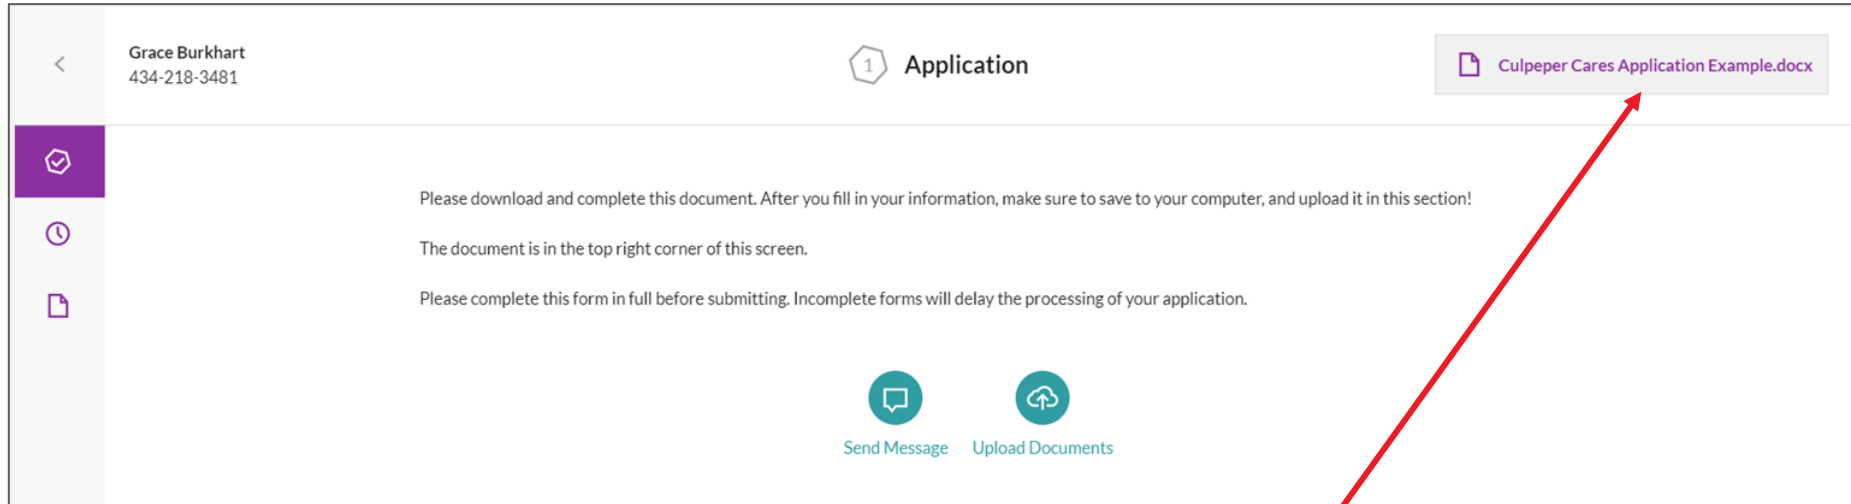 Grace Burkhart
434-218-3481
1 Application
Culpeper Cares Application Example.docx
Please download and complete this document. After you fill in your information, make sure to save to your computer, and upload it in this section!
The document is in the top right corner of this screen.
Please complete this form in full before submitting. Incomplete forms will delay the processing of your application.
Send Message
Upload Documents